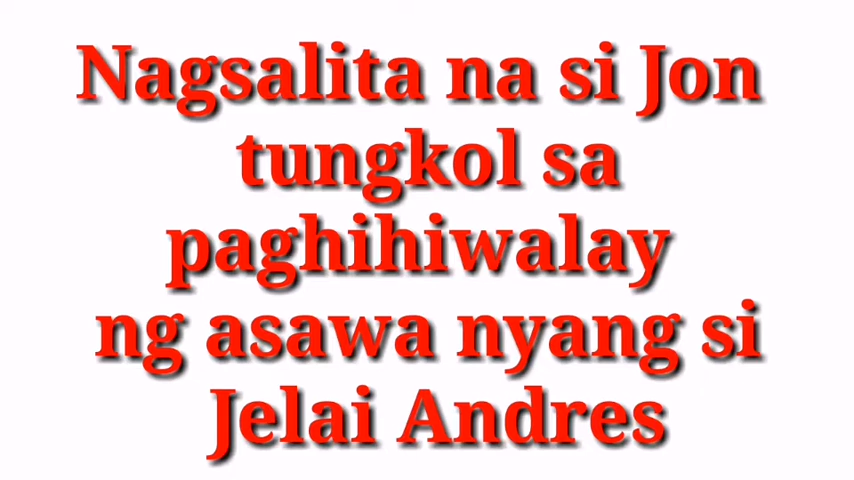 Nagsalita na si Jon
tungkol sa
paghihiwalay
ng asawa nyang si
Jelai Andres